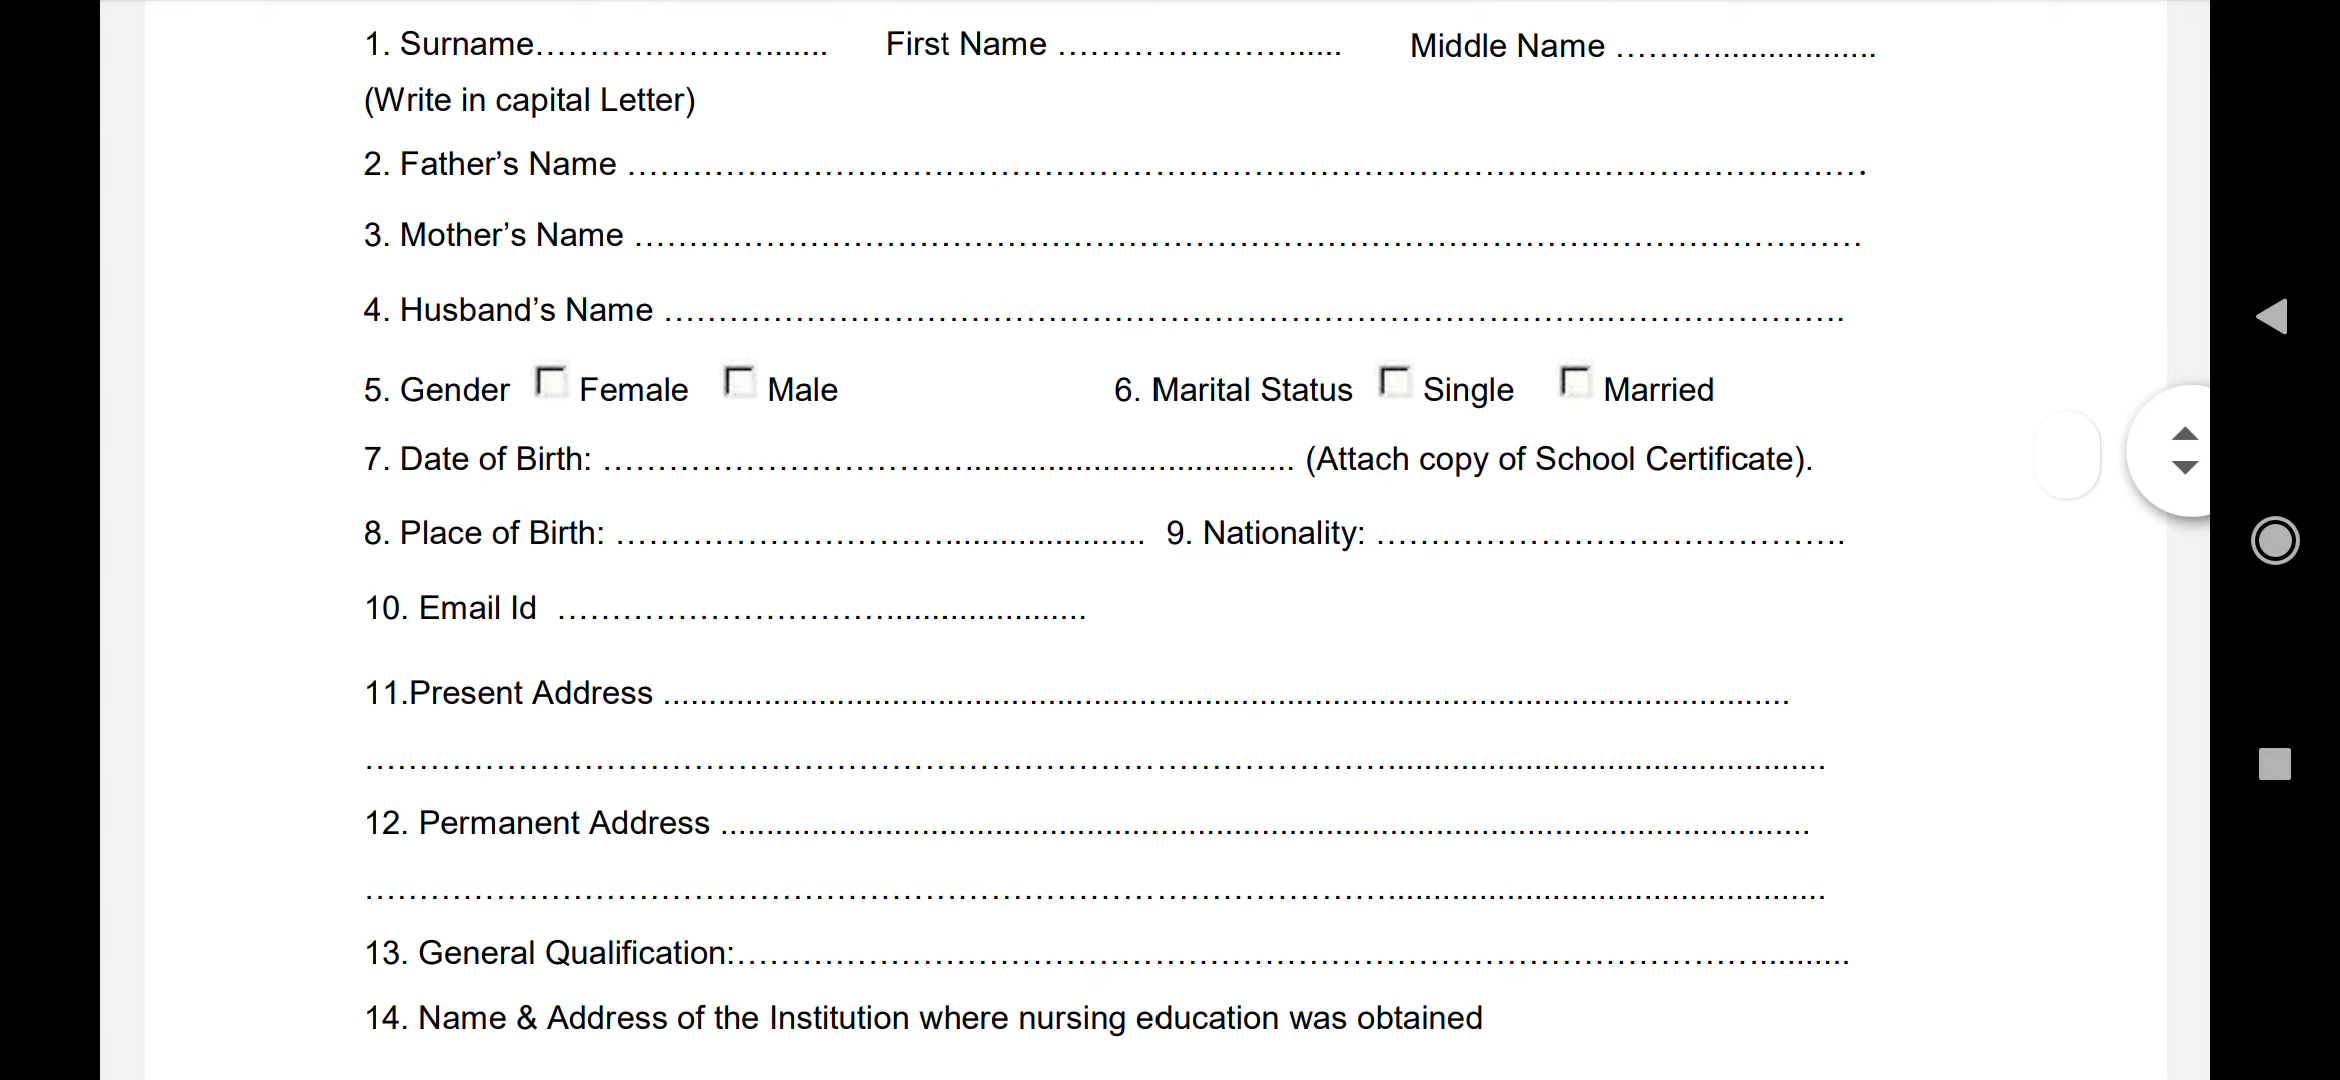 1. Surname………………….......  First Name …………………......  Middle Name ………..................
(Write in capital Letter)
2. Father’s Name …………………………………………………………………………………………………….
3. Mother’s Name ……………………………………………………………………………………………………
4. Husband’s Name ……………………………………………………………………………………………….
5. Gender Female Male 6. Marital Status Single Married
7. Date of Birth: ……………………………...................................... (Attach copy of School Certificate).
8. Place of Birth: …………………………....................... 9. Nationality: …………………………………….
10. Email Id …………………………......................
11.Present Address ............................................................................................................................
……………………………………………………………………………………...............................................
12. Permanent Address .......................................................................................................................
……………………………………………………………………………………...............................................
13. General Qualification:……………………………………………………………………………………..........
14. Name & Address of the Institution where nursing education was obtained